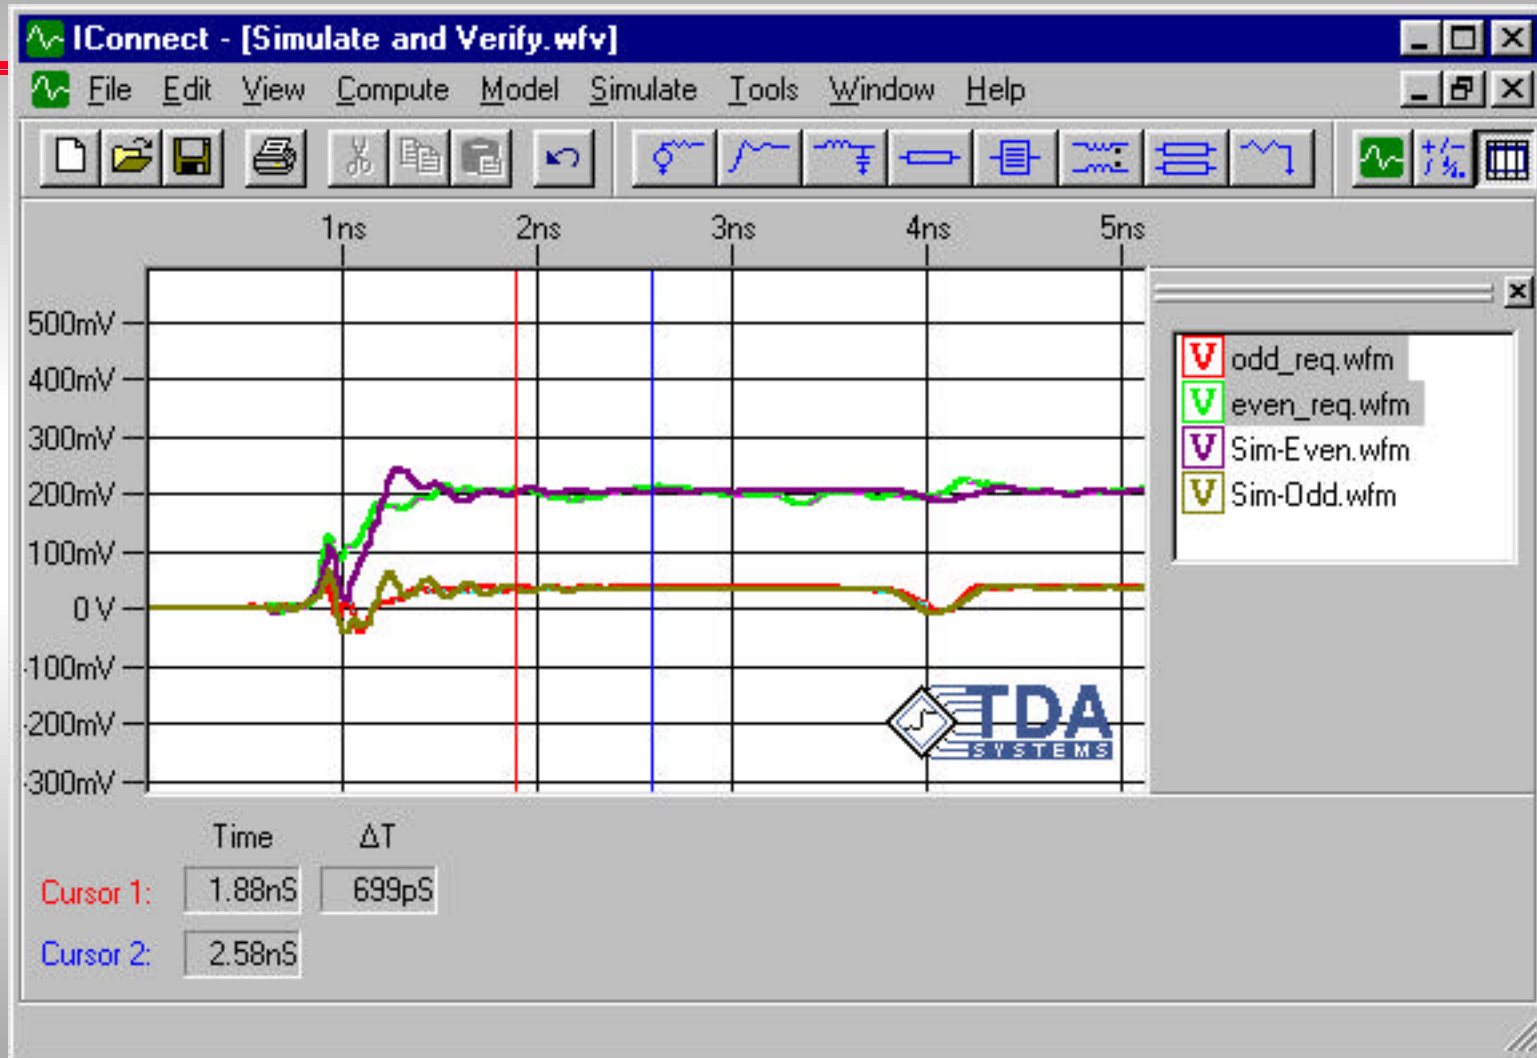 IConnect - [Simulate and Verify.wfv]
File Edit View Compute Model Simulate Tools Window Help
+/-
1ns 2ns 3ns 4ns 5ns
500mV
400mV
300mV
200mV
100mV
0 V
-100mV
-200mV
-300mV
V odd_req.wfm
V even_req.wfm
V Sim-Even.wfm
V Sim-Odd.wfm
TDA
SYSTEMS
Time ΔT
Cursor 1: 1.88nS 699pS
Cursor 2: 2.58nS